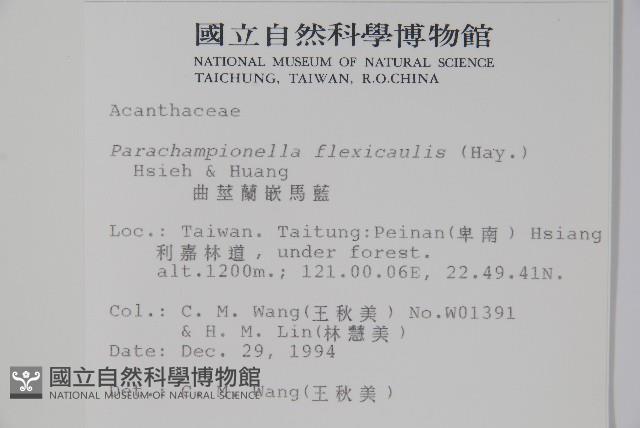 國立自然科學博物館
NATIONAL MUSEUM OF NATURAL SCIENCE
TAICHUNG, TAIWAN, R.O.CHINA
Acanthaceae
Parachampionella flexicaulis (Hay.)
Hsieh & Huang
曲莖蘭嵌馬藍
Loc.: Taiwan. Taitung:Peinan(卑南) Hsiang
利嘉林道, under forest.
alt.1200m.; 121.00.06E, 22.49.41N.
Col.: C. M. Wang(王秋美) No.W01391
& H. M. Lin(林慧美)
Date: Dec. 29, 1994
Det.: C. M. Wang(王秋美)
國立自然科學博物館
NATIONAL MUSEUM OF NATURAL SCIENCE